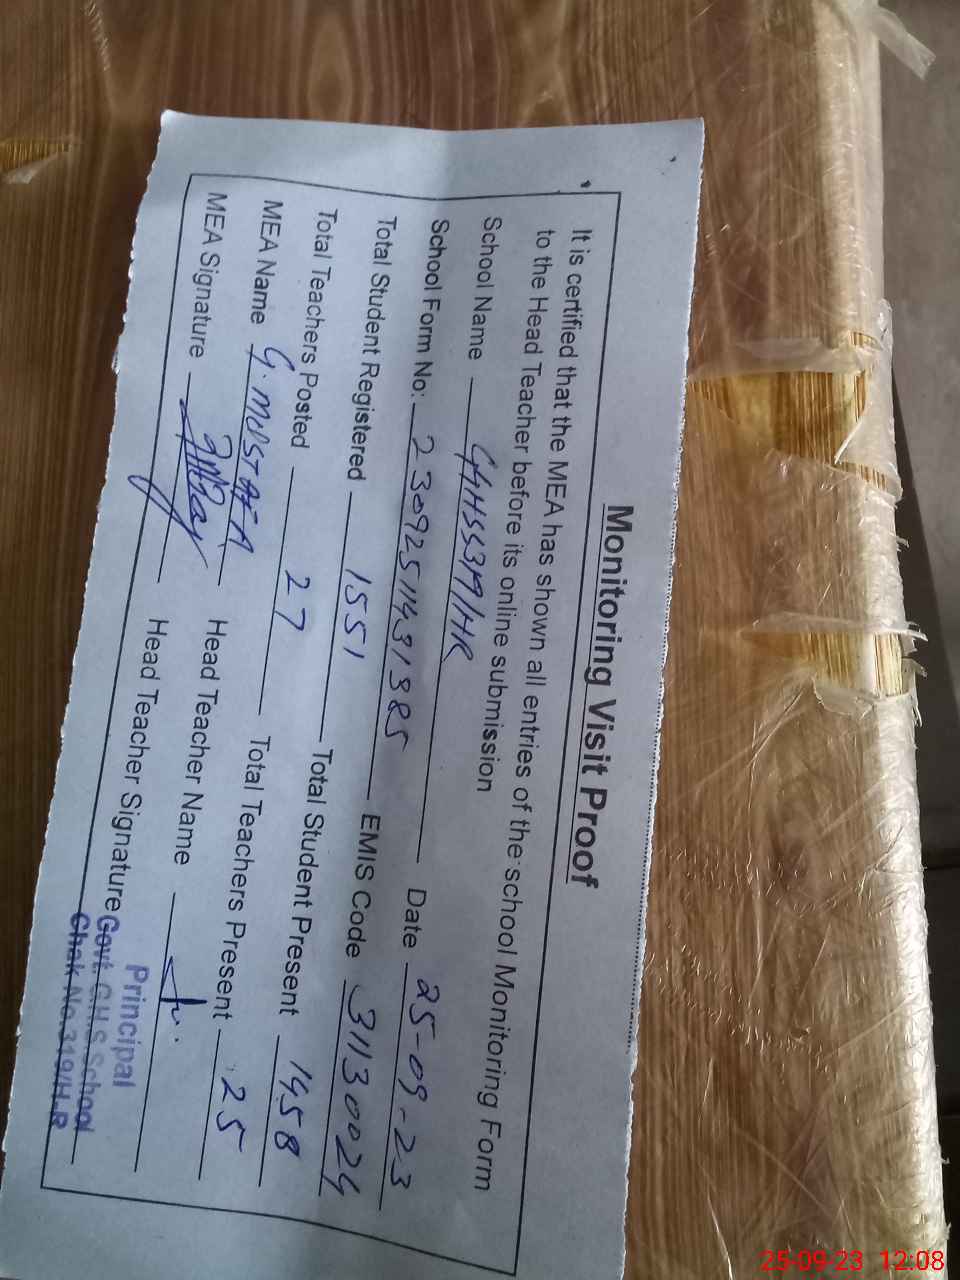 Monitoring Visit Proof
It is certified that the MEA has shown all entries of the school Monitoring Form
to the Head Teacher before its online submission
School Name GHSS319/HR
School Form No: 23092511431385 Date 25-09-23
Total Student Registered 1551 EMIS Code 31130024
Total Teachers Posted 27 Total Student Present 1458
MEA Name G. MUSTAFA Total Teachers Present 25
MEA Signature Head Teacher Name
Head Teacher Signature
Principal
Govt. G.H.S. School
Chak No.319/H.R
25-09-23 12:08